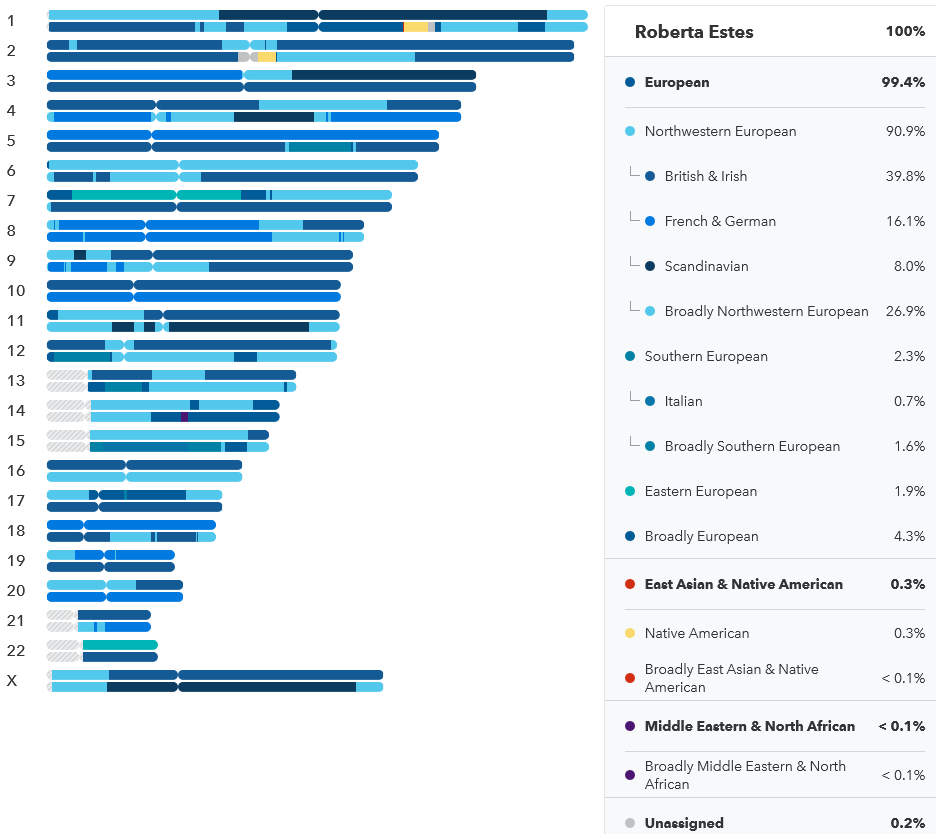 1
2
3
4
5
6
7
8
9
10
11
12
13
14
15
16
17
18
19
20
21
22
X
Roberta Estes 100%
European 99.4%
Northwestern European 90.9%
British & Irish 39.8%
French & German 16.1%
Scandinavian 8.0%
Broadly Northwestern European 26.9%
Southern European 2.3%
Italian 0.7%
Broadly Southern European 1.6%
Eastern European 1.9%
Broadly European 4.3%
East Asian & Native American 0.3%
Native American 0.3%
Broadly East Asian & Native
American < 0.1%
Middle Eastern & North African < 0.1%
Broadly Middle Eastern & North
African < 0.1%
Unassigned 0.2%